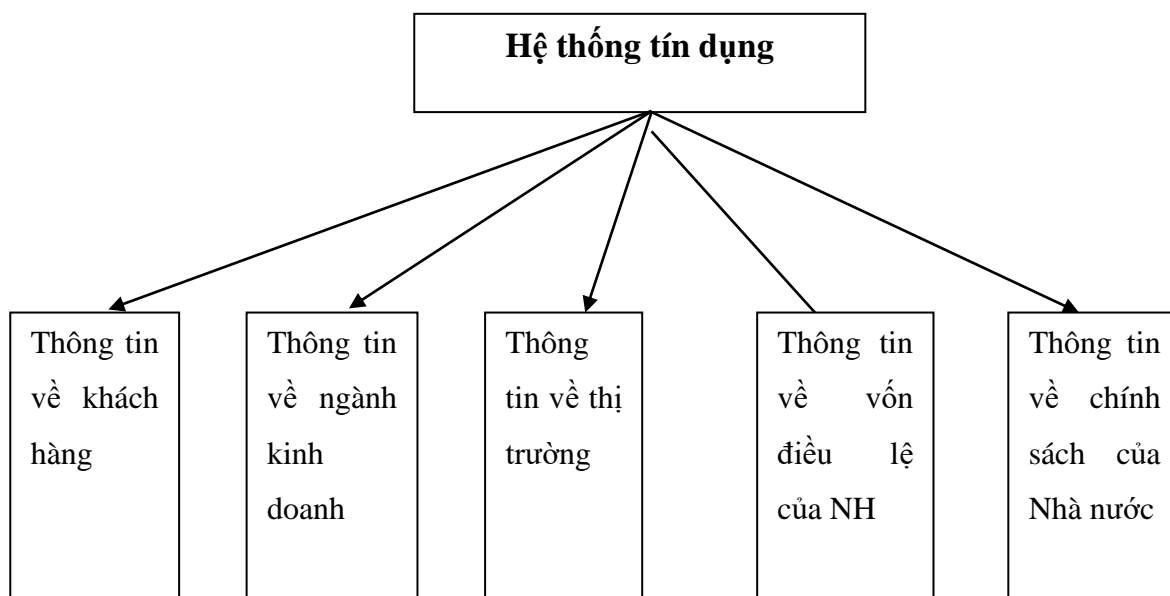 Hệ thống tín dụng
Thông tin
về khách
hàng
Thông tin
về ngành
kinh
doanh
Thông
tin về thị
trường
Thông tin
về vốn
điều lệ
của NH
Thông tin
về chính
sách của
Nhà nước